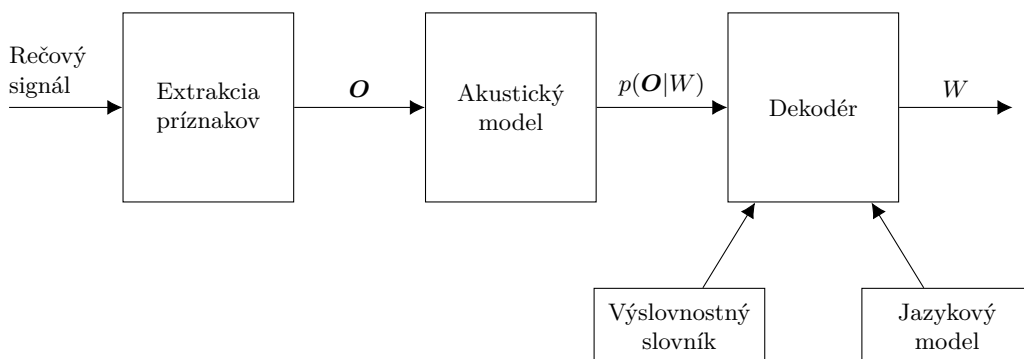 Rečový
signál
Extrakcia
príznakov
O
Akustický
model
p(O|W)
Dekodér
W
Výslovnostný
slovník
Jazykový
model